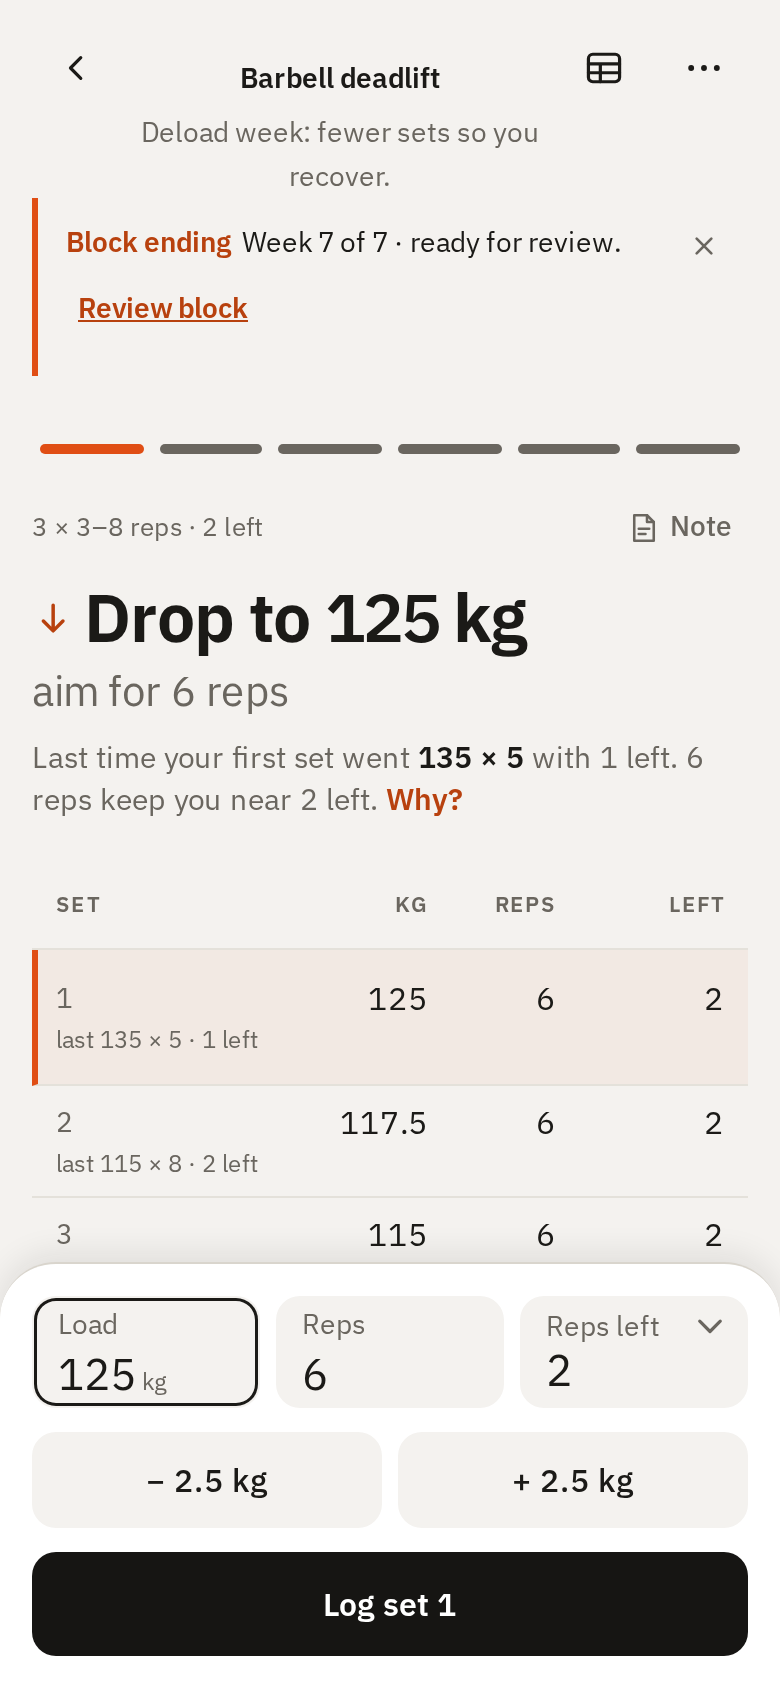 Barbell deadlift
Deload week: fewer sets so you
recover.
Block ending Week 7 of 7 · ready for review.
Review block
3 × 3–8 reps · 2 left
Note
↓ Drop to 125 kg
aim for 6 reps
Last time your first set went 135 × 5 with 1 left. 6
reps keep you near 2 left. Why?
SET KG REPS LEFT
1 125 6 2
last 135 × 5 · 1 left
2 117.5 6 2
last 115 × 8 · 2 left
3 115 6 2
Load Reps Reps left
125 kg 6 2
− 2.5 kg + 2.5 kg
Log set 1